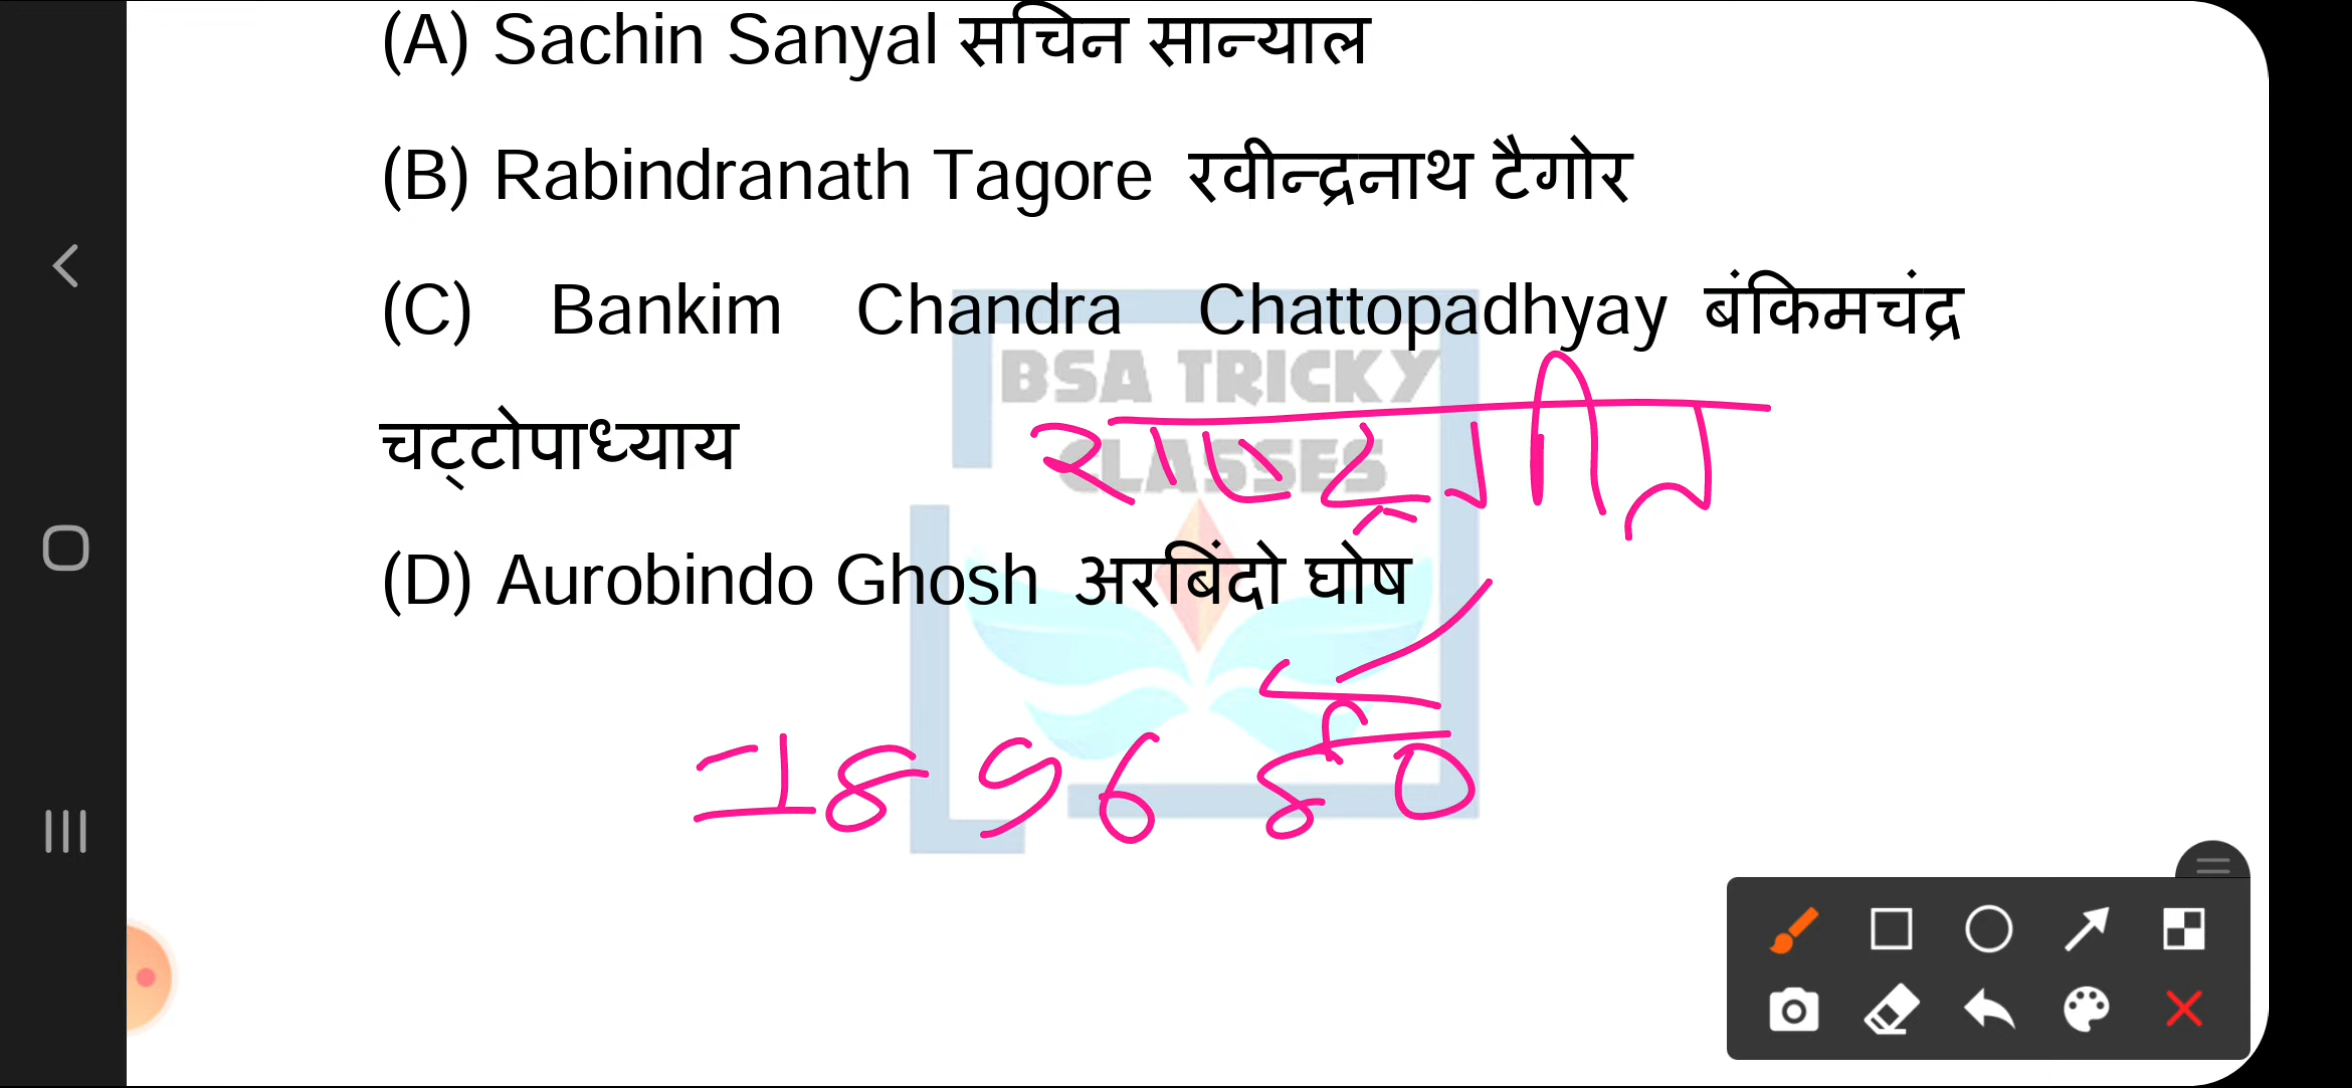 (A) Sachin Sanyal सचिन सान्याल
(B) Rabindranath Tagore रवीन्द्रनाथ टैगोर
(C) Bankim Chandra Chattopadhyay बंकिमचंद्र
BSA TRICKY
चट्टोपाध्याय
CLASSES
(D) Aurobindo Ghosh अरबिंदो घोष
1896